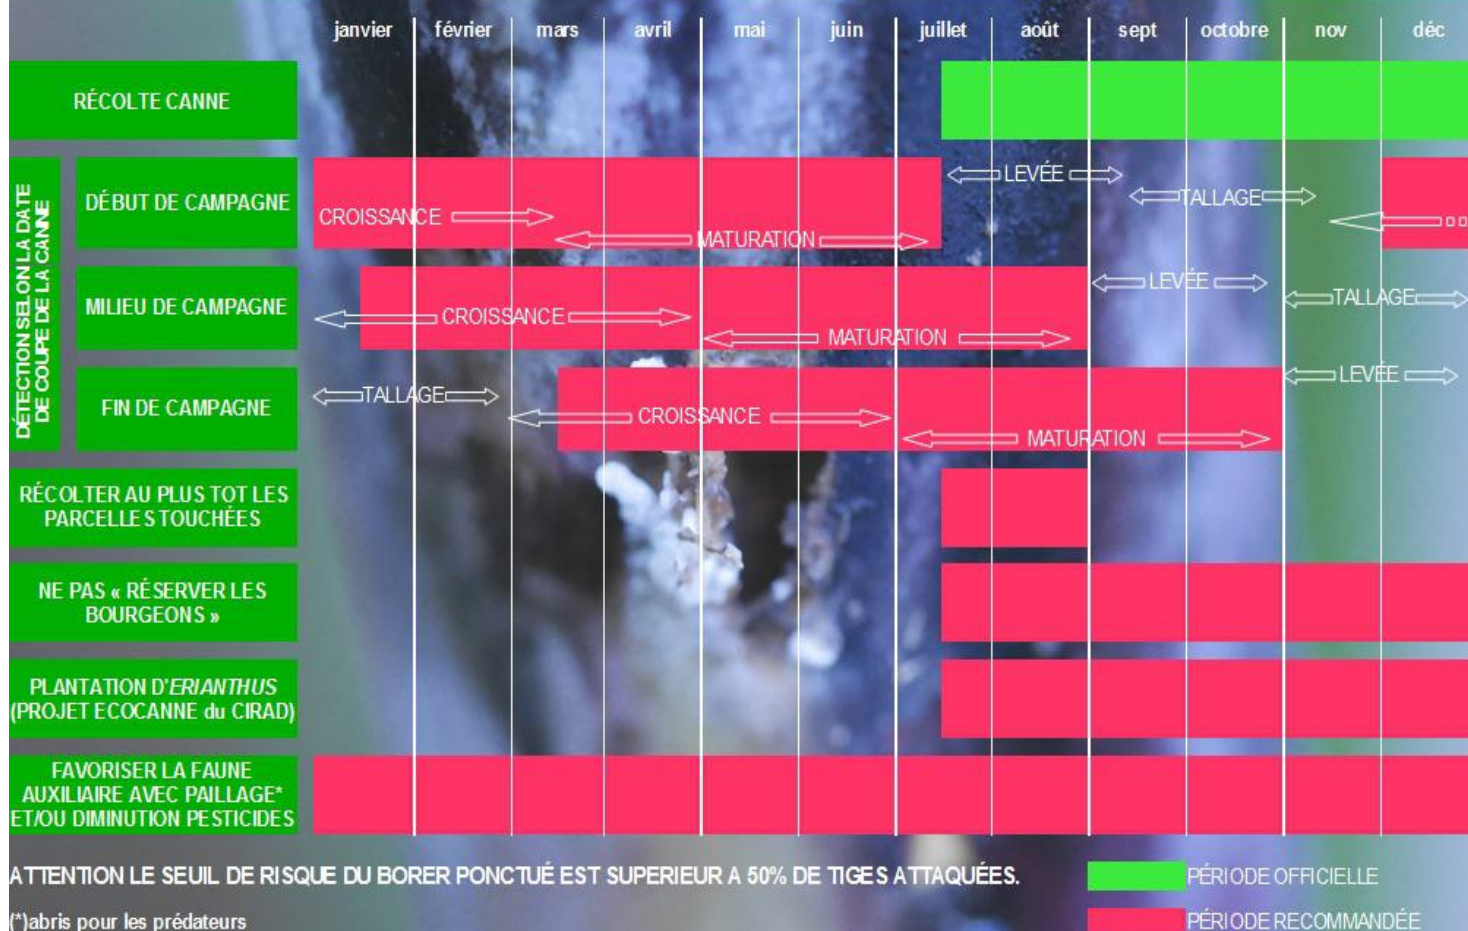 janvier février mars avril mai juin juillet août sept octobre nov déc
RÉCOLTE CANNE
DÉTECTION SELON LA DATE
DE COUPE DE LA CANNE
DÉBUT DE CAMPAGNE
CROISSANCE
MATURATION
LEVÉE
TALLAGE
MILIEU DE CAMPAGNE
CROISSANCE
MATURATION
LEVÉE
TALLAGE
FIN DE CAMPAGNE
TALLAGE
CROISSANCE
MATURATION
LEVÉE
RÉCOLTER AU PLUS TOT LES
PARCELLES TOUCHÉES
NE PAS « RÉSERVER LES
BOURGEONS »
PLANTATION D'ERIANTHUS
(PROJET ECOCANNE du CIRAD)
FAVORISER LA FAUNE
AUXILIAIRE AVEC PAILLAGE*
ET/OU DIMINUTION PESTICIDES
ATTENTION LE SEUIL DE RISQUE DU BORER PONCTUÉ EST SUPERIEUR A 50% DE TIGES ATTAQUÉES.
PÉRIODE OFFICIELLE
(*)abris pour les prédateurs
PÉRIODE RECOMMANDÉE